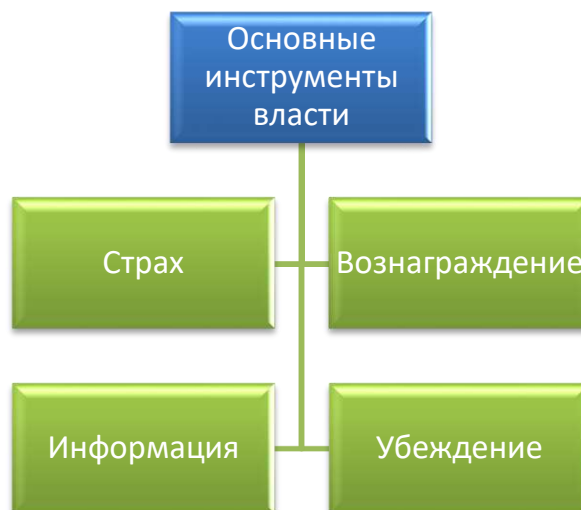 Основные
инструменты
власти
Страх
Вознаграждение
Информация
Убеждение